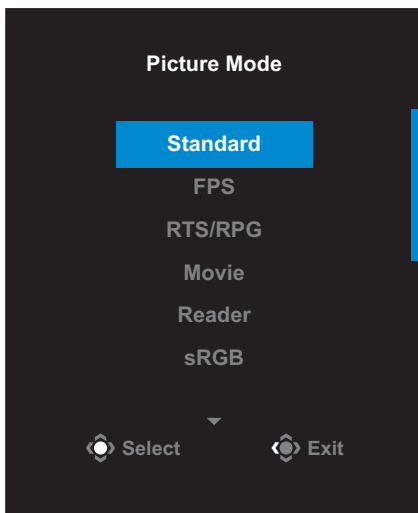 Picture Mode
Standard
FPS
RTS/RPG
Movie
Reader
sRGB
Select Exit